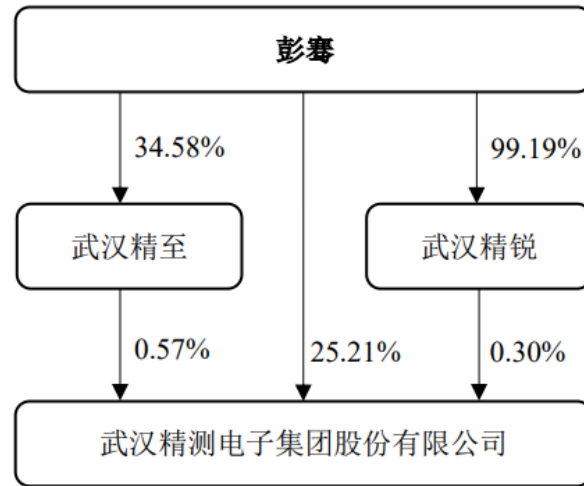 彭骞
34.58%
99.19%
武汉精至
武汉精锐
0.57%
25.21%
0.30%
武汉精测电子集团股份有限公司